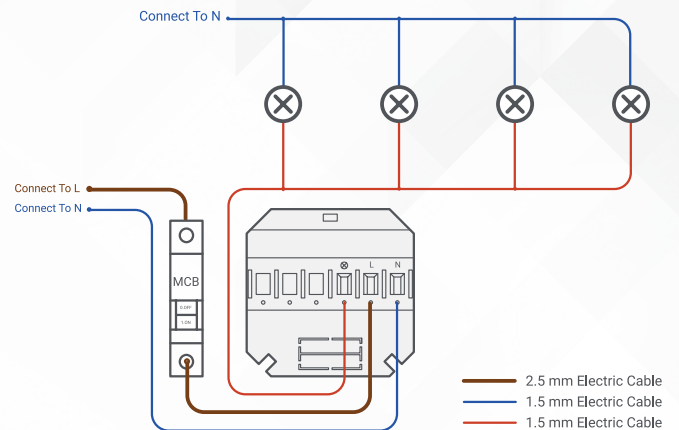 Connect To N
Connect To L
Connect To N
MCB
0 OFF
1 ON
L N
2.5 mm Electric Cable
1.5 mm Electric Cable
1.5 mm Electric Cable